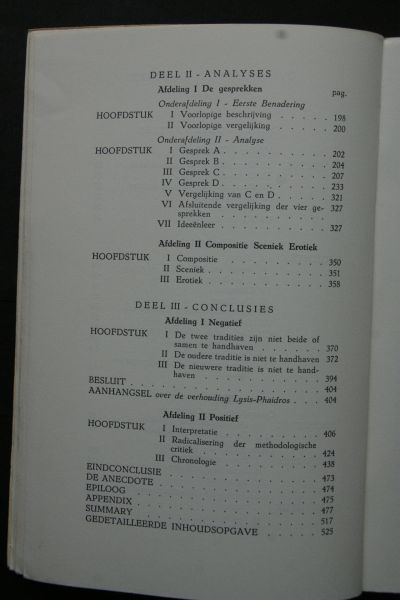 DEEL II - ANALYSES
Afdeling I De gesprekken pag.
Onderafdeling I - Eerste Benadering
HOOFDSTUK I Voorlopige beschrijving . . . . . 198
II Voorlopige vergelijking . . . . . 200
Onderafdeling II - Analyse
HOOFDSTUK I Gesprek A . . . . . . . . . 202
II Gesprek B . . . . . . . . . 204
III Gesprek C . . . . . . . . . 207
IV Gesprek D . . . . . . . . . 233
V Vergelijking van C en D . . . . . 321
VI Afsluitende vergelijking der vier ge- 327
sprekken . . . . . . . . .
VII Ideeënleer . . . . . . . . . 327
Afdeling II Compositie Sceniek Erotiek
HOOFDSTUK I Compositie . . . . . . . . . 350
II Sceniek . . . . . . . . . 351
III Erotiek . . . . . . . . . 358
DEEL III - CONCLUSIES
Afdeling I Negatief
HOOFDSTUK I De twee tradities zijn niet beide of
samen te handhaven . . . . . . . 370
II De oudere traditie is niet te handhaven 372
III De nieuwere traditie is niet te hand-
haven . . . . . . . . . . 394
BESLUIT . . . . . . . . . . . . . 404
AANHANGSEL over de verhouding Lysis-Phaidros . . . 404
Afdeling II Positief
HOOFDSTUK I Interpretatie . . . . . . . . . 406
II Radicalisering der methodologische
critiek . . . . . . . . . . 424
III Chronologie . . . . . . . . . 438
EINDCONCLUSIE . . . . . . . . . . . 473
DE ANECDOTE . . . . . . . . . . . . 474
EPILOOG . . . . . . . . . . . . . 475
APPENDIX . . . . . . . . . . . . . 477
SUMMARY . . . . . . . . . . . . . 517
GEDETAILLEERDE INHOUDSOPGAVE . . . . . . 525